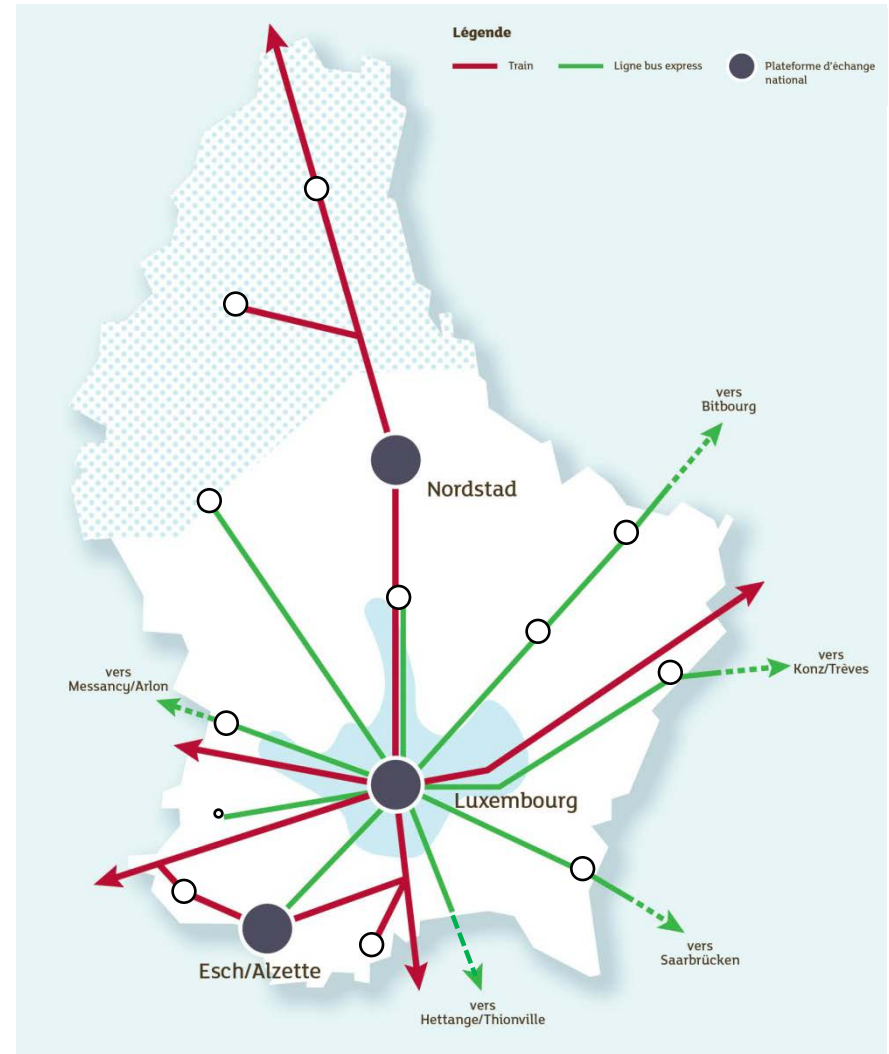 Légende
Train
Ligne bus express
Plateforme d'échange
national
vers
Bitbourg
Nordstad
vers
Konz/Trèves
vers
Messancy/Arlon
Luxembourg
Esch/Alzette
vers
Saarbrücken
vers
Hettange/Thionville